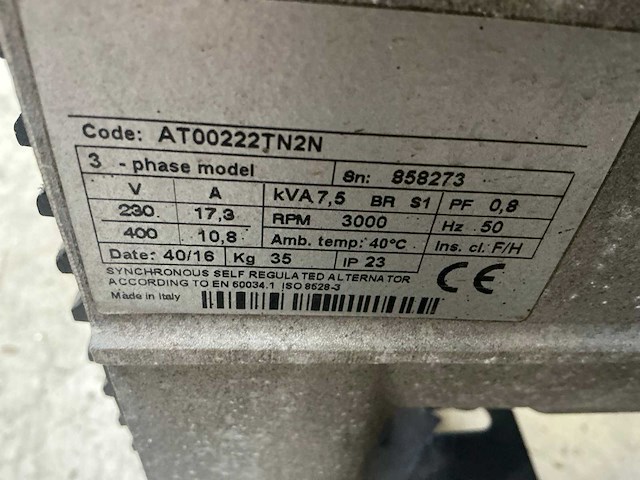 Code: AT00222TN2N
3 - phase model Sn: 858273
V A kVA 7,5 BR S1 PF 0,8
230 17,3 RPM 3000 Hz 50
400 10,8 Amb. temp: 40°C Ins. cl. F/H
Date: 40/16 Kg 35 IP 23
SYNCHRONOUS SELF REGULATED ALTERNATOR
ACCORDING TO EN 60034.1 ISO 8528-3
Made in Italy
CE